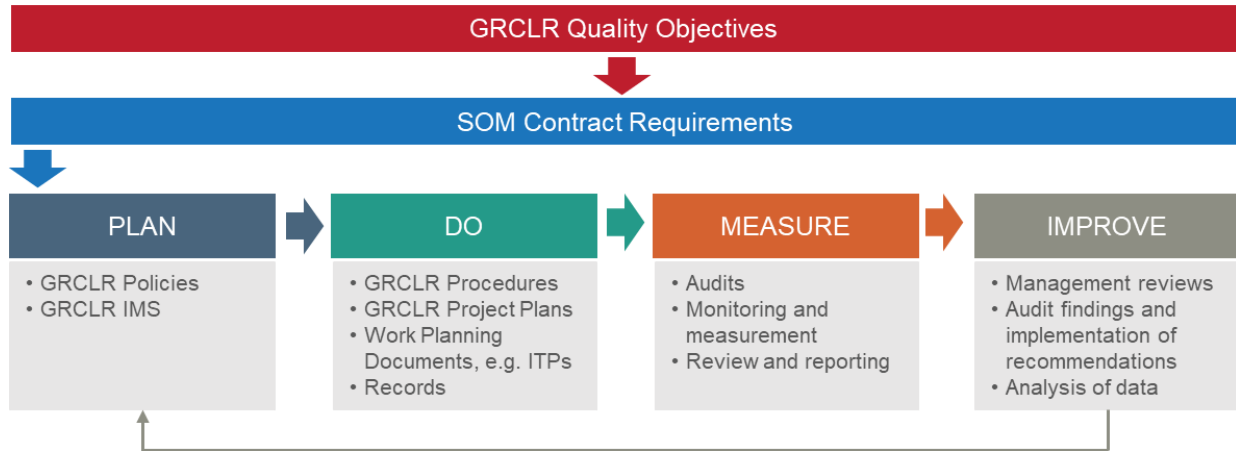 GRCLR Quality Objectives
SOM Contract Requirements
PLAN
• GRCLR Policies
• GRCLR IMS
DO
• GRCLR Procedures
• GRCLR Project Plans
• Work Planning
Documents, e.g. ITPs
• Records
MEASURE
• Audits
• Monitoring and
measurement
• Review and reporting
IMPROVE
• Management reviews
• Audit findings and
implementation of
recommendations
• Analysis of data